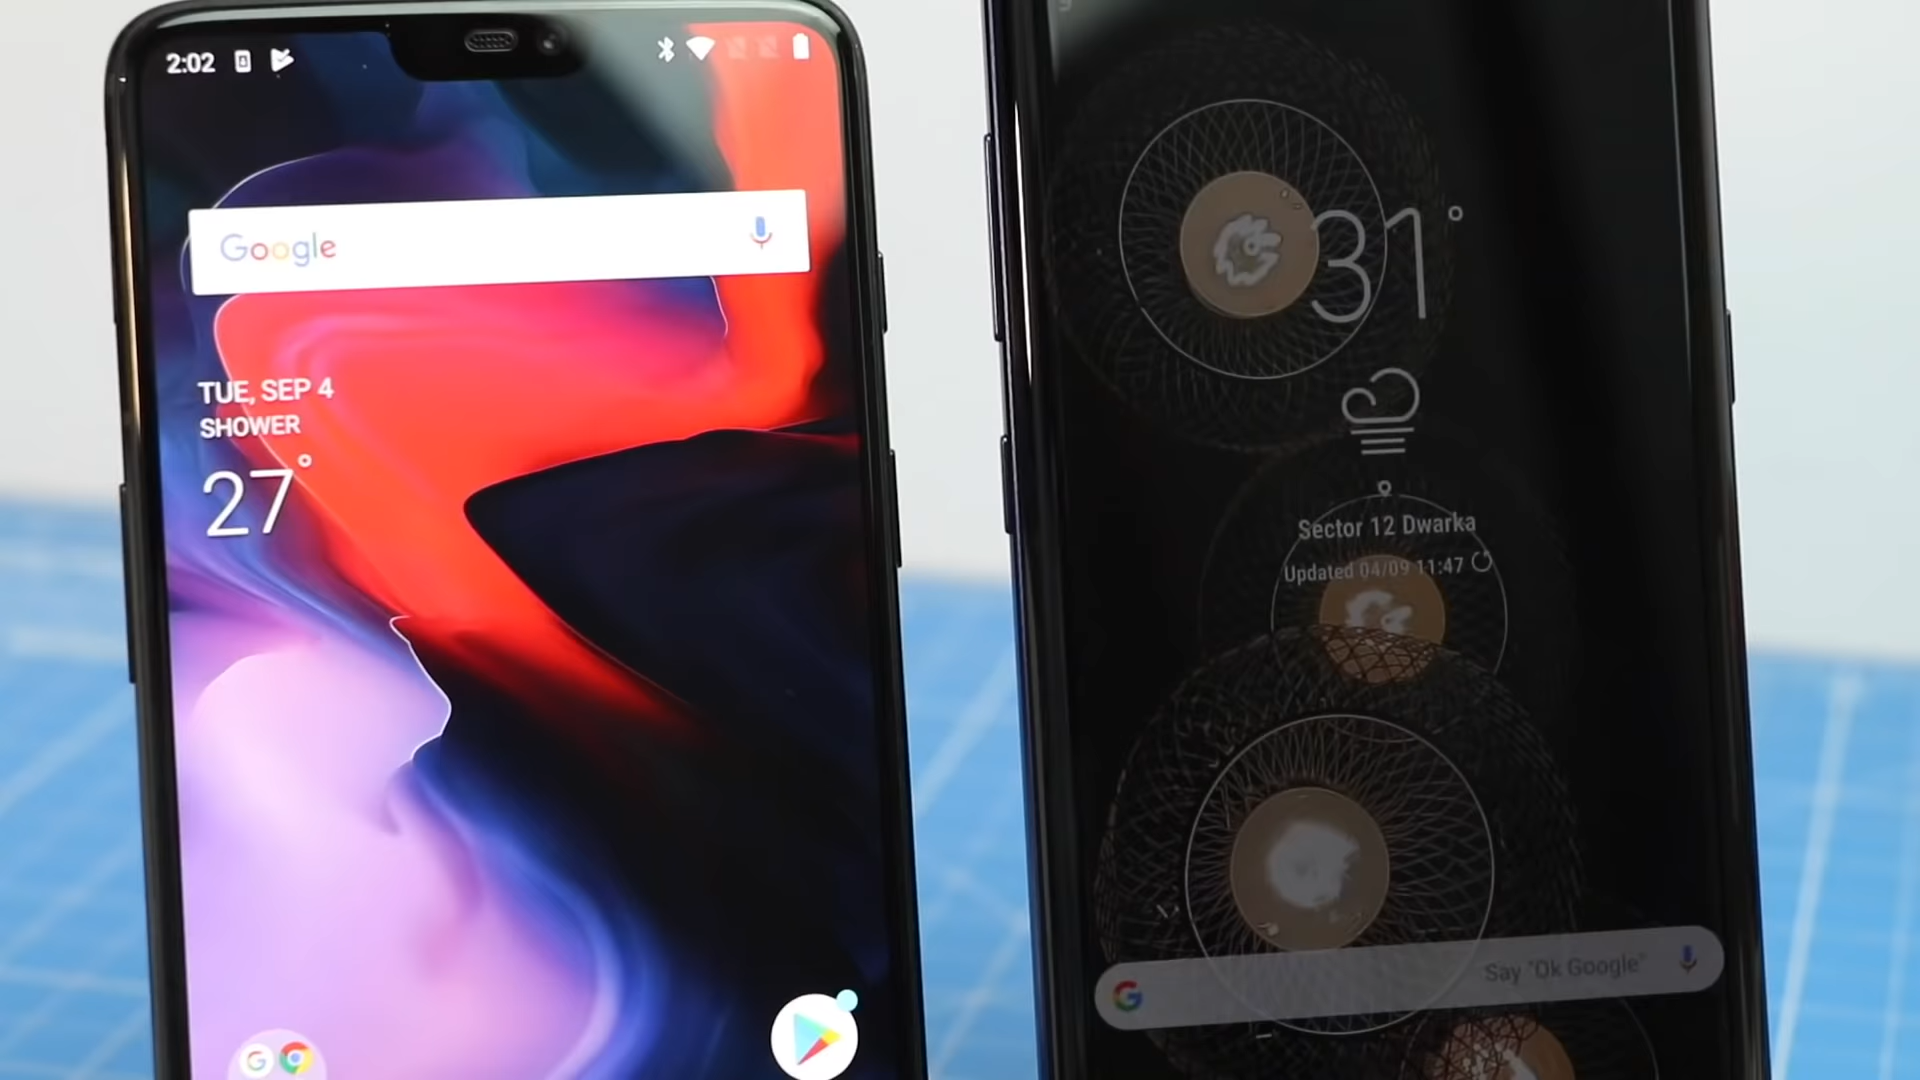 2:02
Google
TUE, SEP 4
SHOWER
27°
31°
Sector 12 Dwarka
Updated 04/09 11:47
Say "Ok Google"